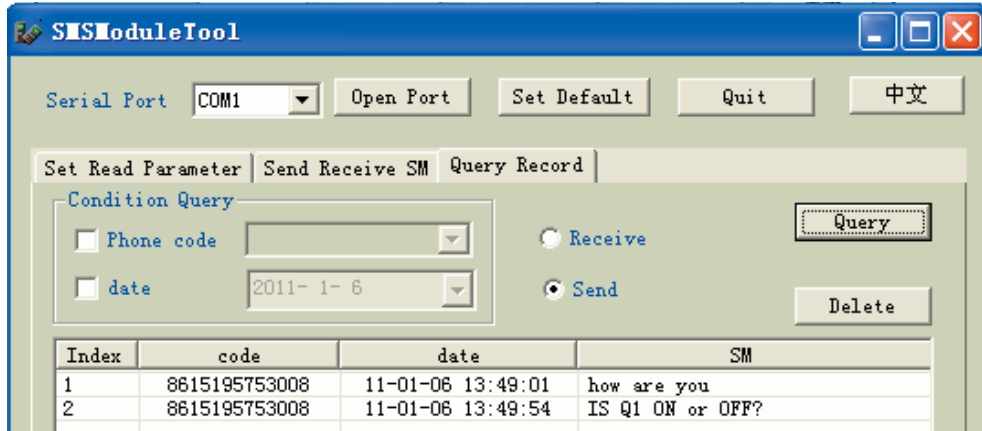 SMSModuleTool
Serial Port COM1 Open Port Set Default Quit 中文
Set Read Parameter Send Receive SM Query Record
Condition Query
Phone code Receive Query
date 2011- 1- 6 Send
Delete
Index code date SM
1 8615195753008 11-01-06 13:49:01 how are you
2 8615195753008 11-01-06 13:49:54 IS Q1 ON or OFF?